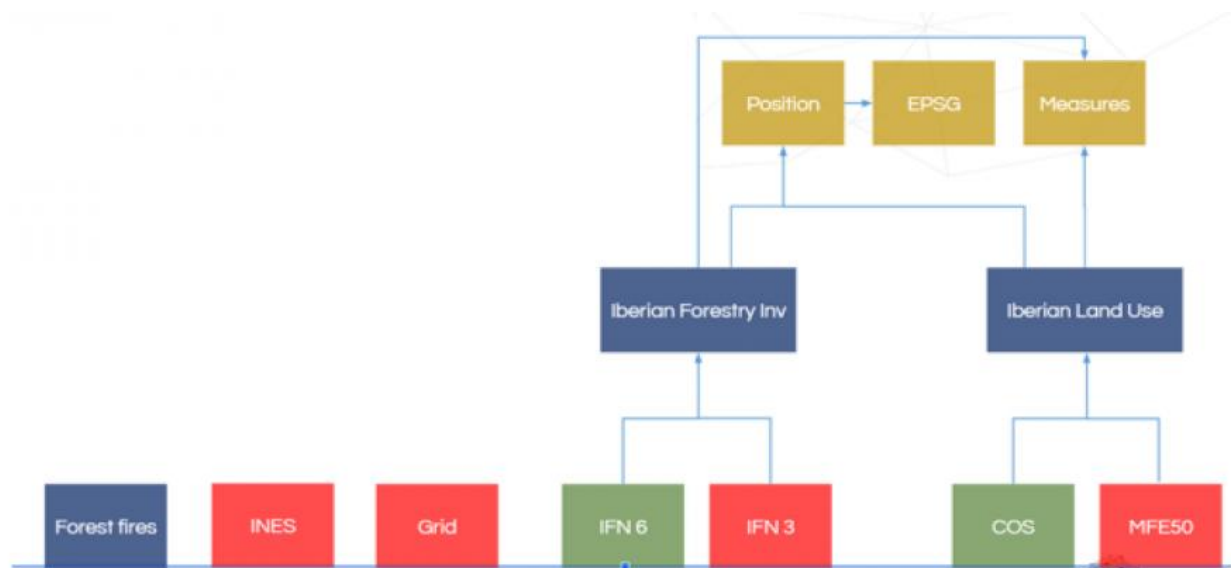 Position
EPSG
Measures
Iberian Forestry Inv
Iberian Land Use
Forest fires
INES
Grid
IFN 6
IFN 3
COS
MFE50